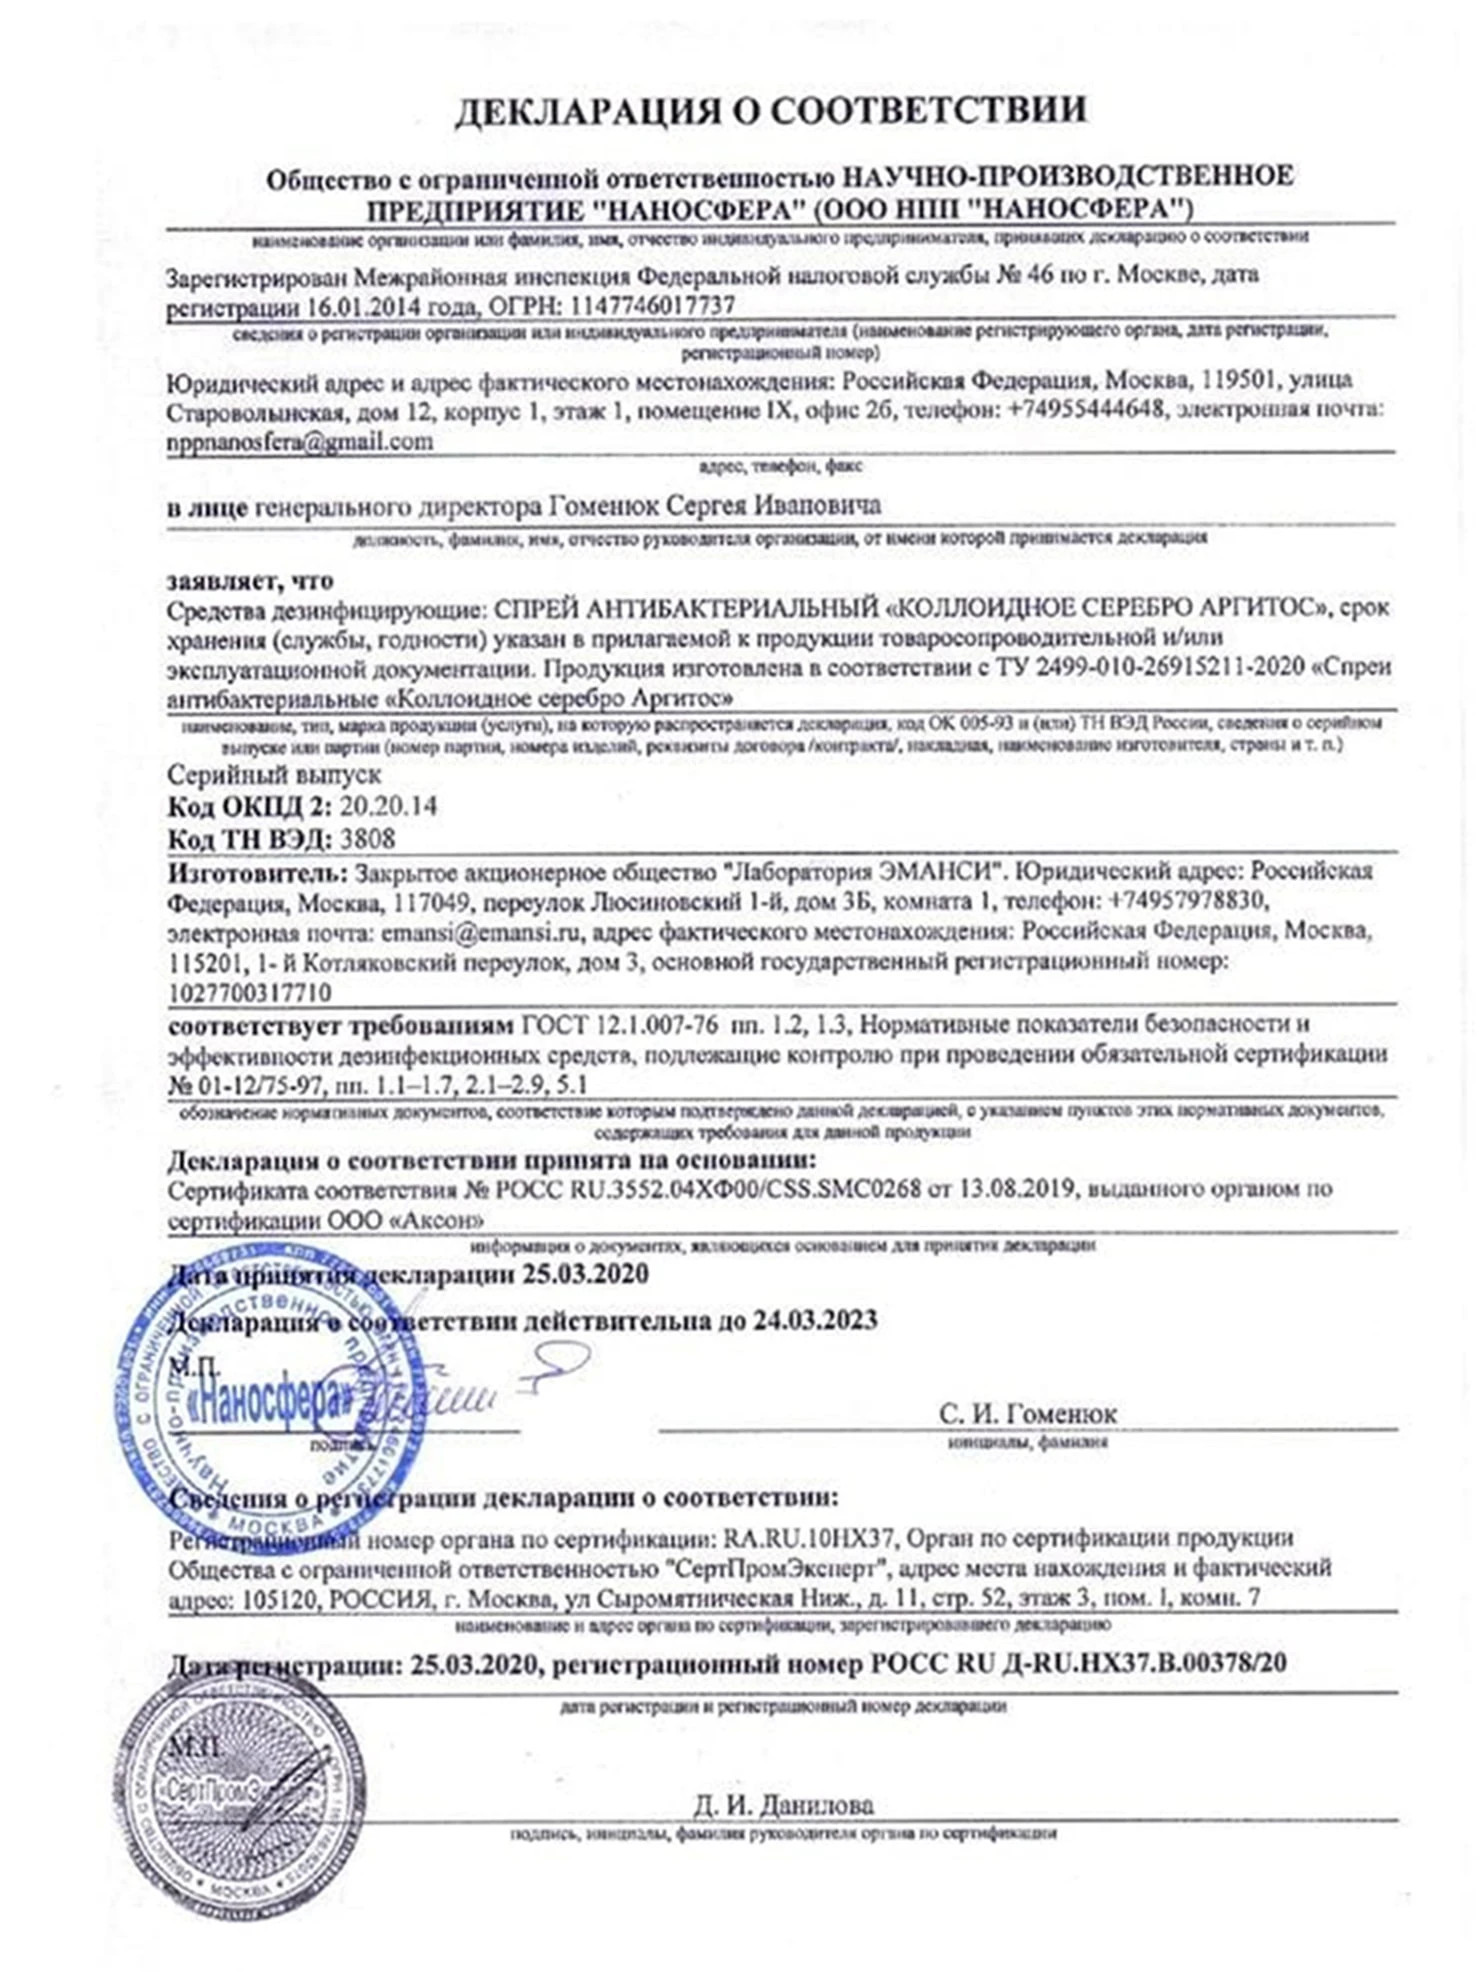 ДЕКЛАРАЦИЯ О СООТВЕТСТВИИ
Общество с ограниченной ответственностью НАУЧНО-ПРОИЗВОДСТВЕННОЕ
ПРЕДПРИЯТИЕ "НАНОСФЕРА" (ООО НПП "НАНОСФЕРА")
наименование организации или фамилия, имя, отчество индивидуального предпринимателя, принявших декларацию о соответствии
Зарегистрирован Межрайонная инспекция Федеральной налоговой службы № 46 по г. Москве, дата
регистрации 16.01.2014 года, ОГРН: 1147746017737
сведения о регистрации организации или индивидуального предпринимателя (наименование регистрирующего органа, дата регистрации,
регистрационный номер)
Юридический адрес и адрес фактического местонахождения: Российская Федерация, Москва, 119501, улица
Староволынская, дом 12, корпус 1, этаж 1, помещение IX, офис 2б, телефон: +74955444648, электронная почта:
nppnanosfera@gmail.com
адрес, телефон, факс
в лице генерального директора Гоменюк Сергея Ивановича
должность, фамилия, имя, отчество руководителя организации, от имени которой принимается декларация
заявляет, что
Средства дезинфицирующие: СПРЕЙ АНТИБАКТЕРИАЛЬНЫЙ «КОЛЛОИДНОЕ СЕРЕБРО АРГИТОС», срок
хранения (службы, годности) указан в прилагаемой к продукции товаросопроводительной и/или
эксплуатационной документации. Продукция изготовлена в соответствии с ТУ 2499-010-26915211-2020 «Спреи
антибактериальные «Коллоидное серебро Аргитос»
наименование, тип, марка продукции (услуги), на которую распространяется декларация, код ОК 005-93 и (или) ТН ВЭД России, сведения о серийном
выпуске или партии (номер партии, номера изделий, реквизиты договора /контракта/, накладная, наименование изготовителя, страны и т. п.)
Серийный выпуск
Код ОКПД 2: 20.20.14
Код ТН ВЭД: 3808
Изготовитель: Закрытое акционерное общество "Лаборатория ЭМАНСИ". Юридический адрес: Российская
Федерация, Москва, 117049, переулок Люсиновский 1-й, дом 3Б, комната 1, телефон: +74957978830,
электронная почта: emansi@emansi.ru, адрес фактического местонахождения: Российская Федерация, Москва,
115201, 1- й Котляковский переулок, дом 3, основной государственный регистрационный номер:
1027700317710
соответствует требованиям ГОСТ 12.1.007-76 пп. 1.2, 1.3, Нормативные показатели безопасности и
эффективности дезинфекционных средств, подлежащие контролю при проведении обязательной сертификации
№ 01-12/75-97, пп. 1.1–1.7, 2.1–2.9, 5.1
обозначение нормативных документов, соответствие которым подтверждено данной декларацией, с указанием пунктов этих нормативных документов,
содержащих требования для данной продукции
Декларация о соответствии принята на основании:
Сертификата соответствия № РОСС RU.3552.04ХФ00/CSS.SMC0268 от 13.08.2019, выданного органом по
сертификации ООО «Аксон»
информация о документах, являющихся основанием для принятия декларации
Дата принятия декларации 25.03.2020
Декларация о соответствии действительна до 24.03.2023
М.П.
Научно-производственное предприятие
«Наносфера»
МОСКВА
С. И. Гоменюк
подпись
инициалы, фамилия
Сведения о регистрации декларации о соответствии:
Регистрационный номер органа по сертификации: RA.RU.10НХ37, Орган по сертификации продукции
Общества с ограниченной ответственностью "СертПромЭксперт", адрес места нахождения и фактический
адрес: 105120, РОССИЯ, г. Москва, ул Сыромятническая Ниж., д. 11, стр. 52, этаж 3, пом. 1, комн. 7
наименование и адрес органа по сертификации, зарегистрировавшего декларацию
Дата регистрации: 25.03.2020, регистрационный номер РОСС RU Д-RU.НХ37.В.00378/20
дата регистрации и регистрационный номер декларации
М.П.
МОСКВА
Д. И. Данилова
подпись, инициалы, фамилия руководителя органа по сертификации